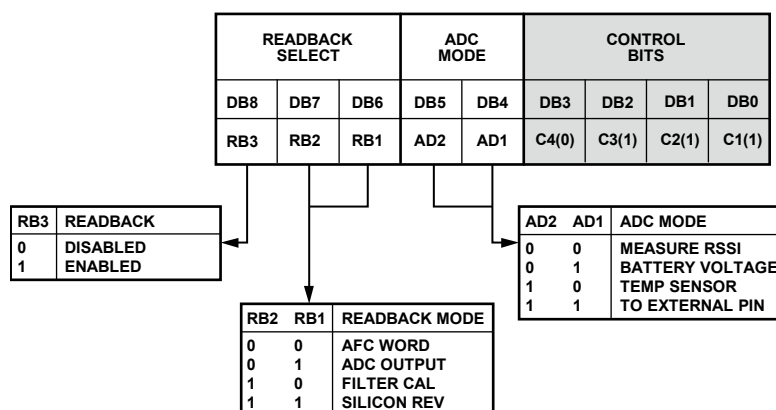 READBACK SELECT ADC MODE CONTROL BITS
DB8 DB7 DB6 DB5 DB4 DB3 DB2 DB1 DB0
RB3 RB2 RB1 AD2 AD1 C4(0) C3(1) C2(1) C1(1)
RB3 READBACK
0 DISABLED
1 ENABLED
RB2 RB1 READBACK MODE
0 0 AFC WORD
0 1 ADC OUTPUT
1 0 FILTER CAL
1 1 SILICON REV
AD2 AD1 ADC MODE
0 0 MEASURE RSSI
0 1 BATTERY VOLTAGE
1 0 TEMP SENSOR
1 1 TO EXTERNAL PIN